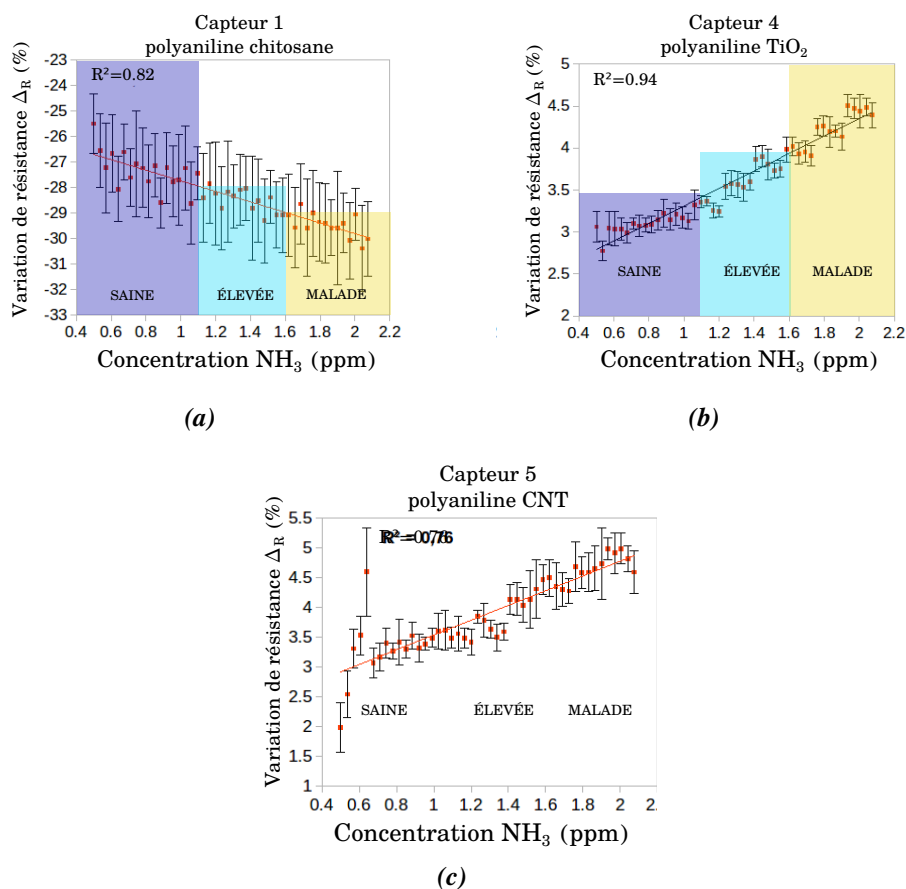 Capteur 1
polyaniline chitosane
Variation de résistance Δ_R (%)
-23
-24
-25
-26
-27
-28
-29
-30
-31
-32
-33
R²=0.82
SAINE
ÉLEVÉE
MALADE
0.4 0.6 0.8 1 1.2 1.4 1.6 1.8 2 2.2
Concentration NH₃ (ppm)
(a)
Capteur 4
polyaniline TiO₂
Variation de résistance Δ_R (%)
5
4.5
4
3.5
3
2.5
2
R²=0.94
SAINE
ÉLEVÉE
MALADE
0.4 0.6 0.8 1 1.2 1.4 1.6 1.8 2 2.2
Concentration NH₃ (ppm)
(b)
Capteur 5
polyaniline CNT
Variation de résistance Δ_R (%)
5.5
5
4.5
4
3.5
3
2.5
2
1.5
1
R²=0.76
SAINE
ÉLEVÉE
MALADE
0.4 0.6 0.8 1 1.2 1.4 1.6 1.8 2 2.
Concentration NH₃ (ppm)
(c)